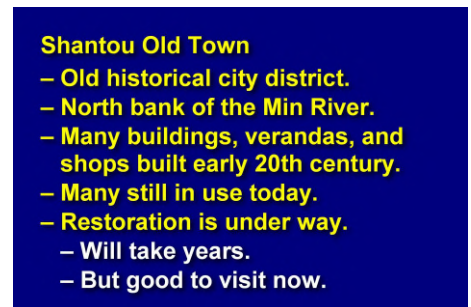 Shantou Old Town
– Old historical city district.
– North bank of the Min River.
– Many buildings, verandas, and
shops built early 20th century.
– Many still in use today.
– Restoration is under way.
– Will take years.
– But good to visit now.